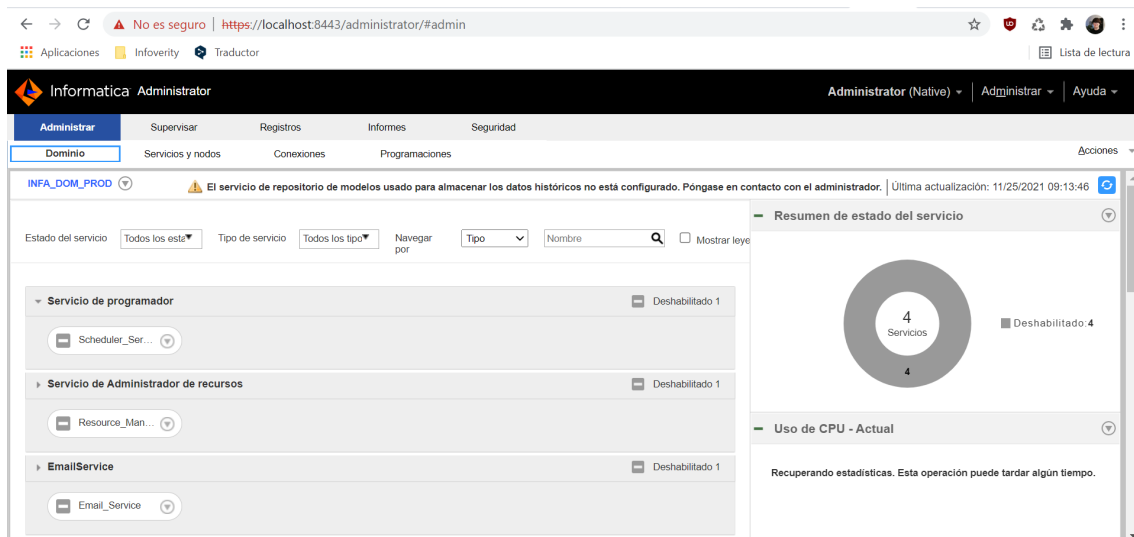 No es seguro | https://localhost:8443/administrator/#admin
Aplicaciones Infoverity Traductor Lista de lectura
Informatica Administrator Administrator (Native) Administrar Ayuda
Administrar Supervisar Registros Informes Seguridad
Dominio Servicios y nodos Conexiones Programaciones Acciones
INFA_DOM_PROD El servicio de repositorio de modelos usado para almacenar los datos históricos no está configurado. Póngase en contacto con el administrador. Última actualización: 11/25/2021 09:13:46
Resumen de estado del servicio
Estado del servicio Todos los esta Tipo de servicio Todos los tipo Navegar por Tipo Nombre Mostrar leye
Servicio de programador Deshabilitado 1
Scheduler_Ser...
4
Servicios
4
Deshabilitado:4
Servicio de Administrador de recursos Deshabilitado 1
Resource_Man...
Uso de CPU - Actual
EmailService Deshabilitado 1
Recuperando estadísticas. Esta operación puede tardar algún tiempo.
Email_Service